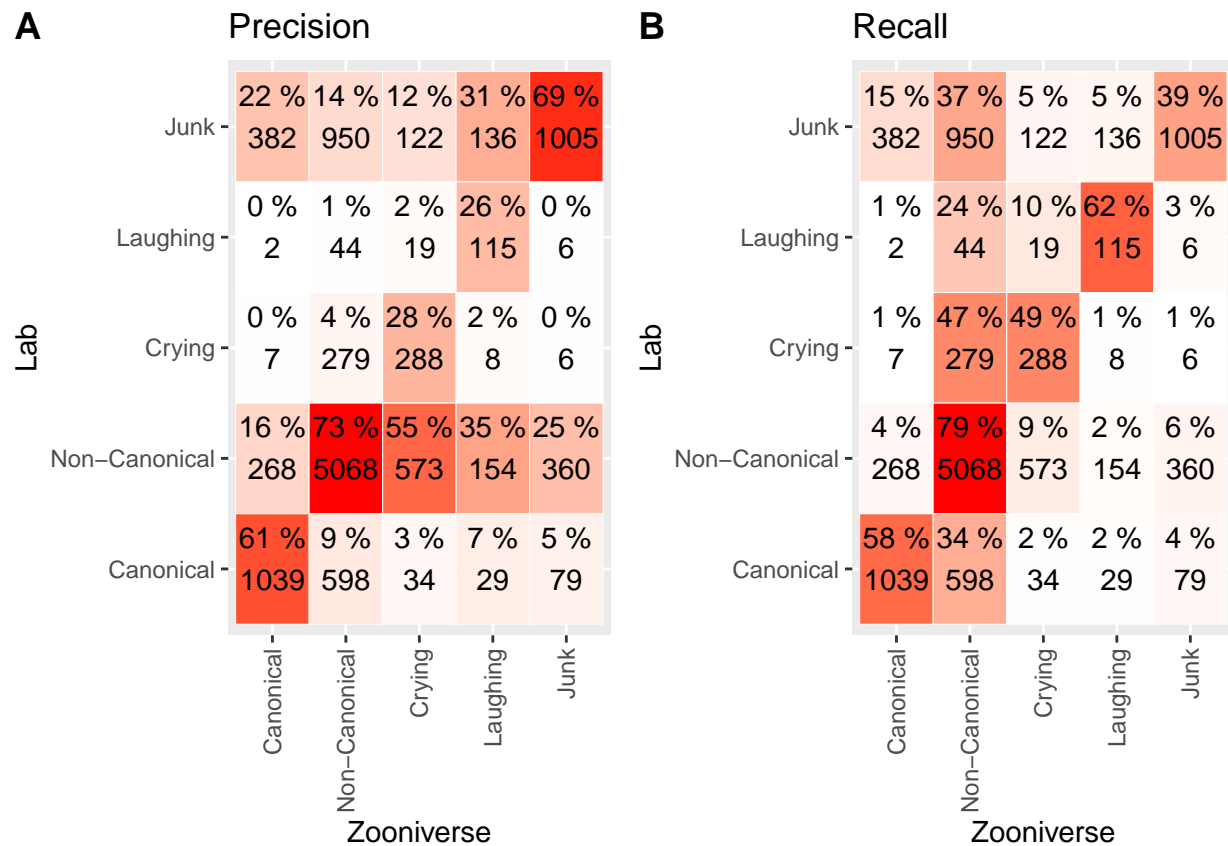 A
Precision
Junk
22 % 14 % 12 % 31 % 69 %
382 950 122 136 1005
Laughing
0 % 1 % 2 % 26 % 0 %
2 44 19 115 6
Crying
0 % 4 % 28 % 2 % 0 %
7 279 288 8 6
Non−Canonical
16 % 73 % 55 % 35 % 25 %
268 5068 573 154 360
Canonical
61 % 9 % 3 % 7 % 5 %
1039 598 34 29 79
Lab
Canonical
Non−Canonical
Crying
Laughing
Junk
Zooniverse
B
Recall
Junk
15 % 37 % 5 % 5 % 39 %
382 950 122 136 1005
Laughing
1 % 24 % 10 % 62 % 3 %
2 44 19 115 6
Crying
1 % 47 % 49 % 1 % 1 %
7 279 288 8 6
Non−Canonical
4 % 79 % 9 % 2 % 6 %
268 5068 573 154 360
Canonical
58 % 34 % 2 % 2 % 4 %
1039 598 34 29 79
Lab
Canonical
Non−Canonical
Crying
Laughing
Junk
Zooniverse